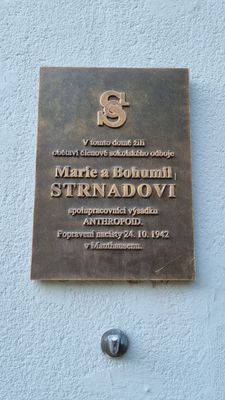 V tomto domě žili
obětaví členové sokolského odboje
Marie a Bohumil
STRNADOVI
spolupracovníci výsadku
ANTHROPOID.
Popraveni nacisty 24. 10. 1942
v Mauthausenu.